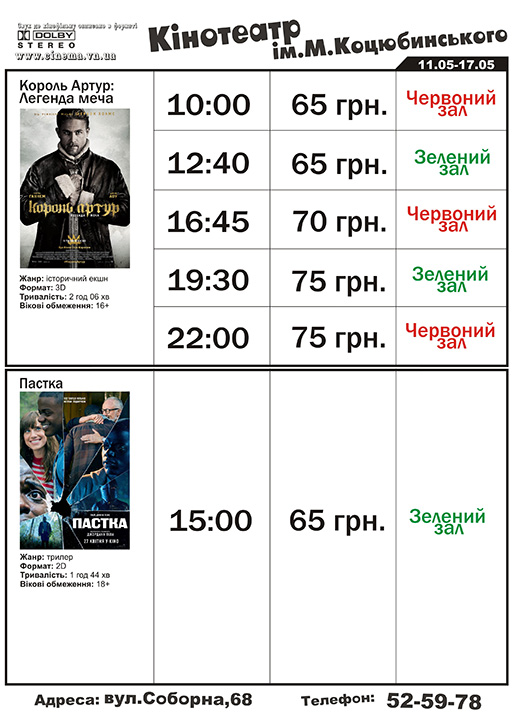 Звук по кінофільму озвучено в форматі
DOLBY
STEREO
www.cinema.vn.ua
Кінотеатр
ім.М.Коцюбинського
11.05-17.05
Король Артур:
Легенда меча
король артур
Жанр: історичний екшн
Формат: 3D
Тривалість: 2 год 06 хв
Вікові обмеження: 16+
10:00 65 грн. Червоний зал
12:40 65 грн. Зелений зал
16:45 70 грн. Червоний зал
19:30 75 грн. Зелений зал
22:00 75 грн. Червоний зал
Пастка
ПАСТКА
27 КВІТНЯ У КІНО
Жанр: трилер
Формат: 2D
Тривалість: 1 год 44 хв
Вікові обмеження: 18+
15:00 65 грн. Зелений зал
Адреса: вул.Соборна,68 Телефон: 52-59-78